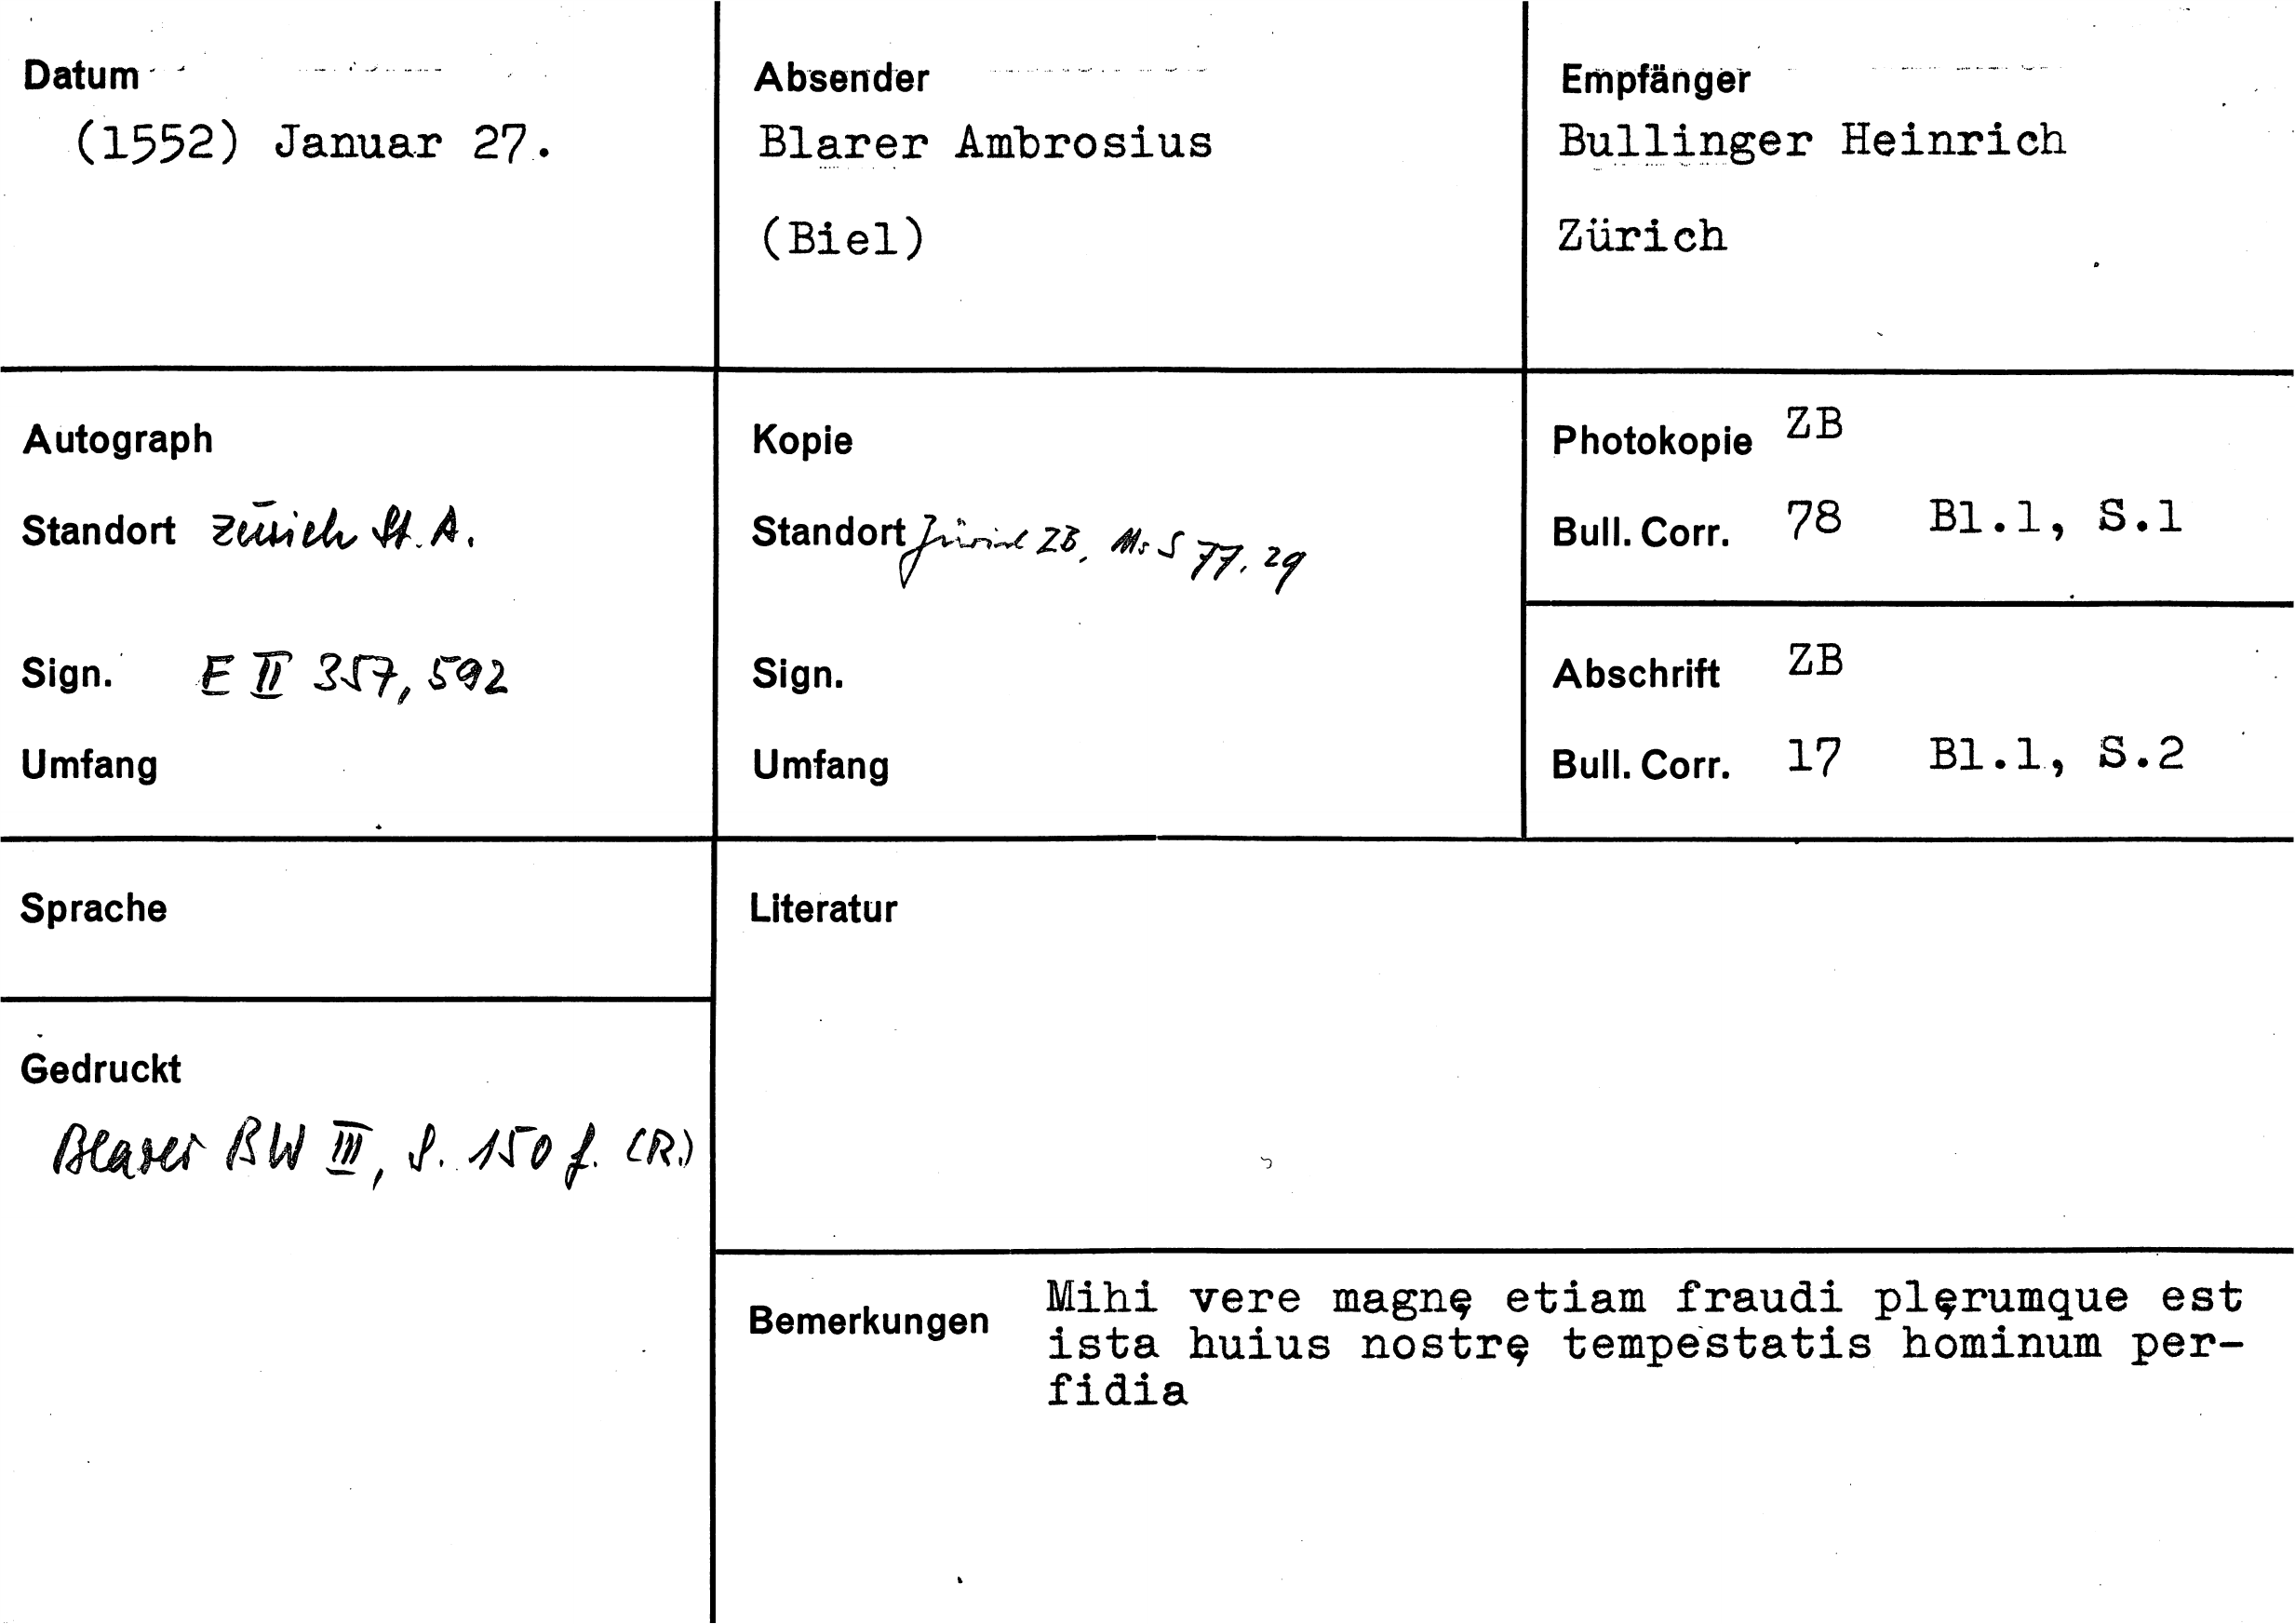 Datum
(1552) Januar 27.
Absender
Blarer Ambrosius
(Biel)
Empfänger
Bullinger Heinrich
Zürich
Autograph
Standort Zürich St. A.
Sign. E II 357, 592
Umfang
Kopie
Standort Zürich ZB, Ms S 77, 29
Sign.
Umfang
Photokopie ZB
Bull. Corr. 78 Bl.1, S.1
Abschrift ZB
Bull. Corr. 17 Bl.1, S.2
Sprache
Gedruckt
Blarer BW III, S. 150 f. (R.)
Literatur
Bemerkungen
Mihi vere magnę etiam fraudi plęrumque est
ista huius nostrę tempestatis hominum per-
fidia